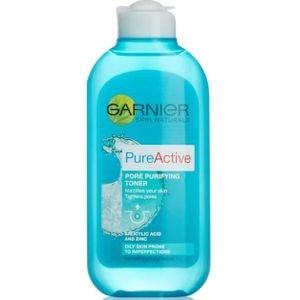 GARNIER
SKIN NATURALS
PureActive
PORE PURIFYING
TONER
Mattifies your skin
Tightens pores
SALICYLIC ACID
AND ZINC
OILY SKIN PRONE
TO IMPERFECTIONS